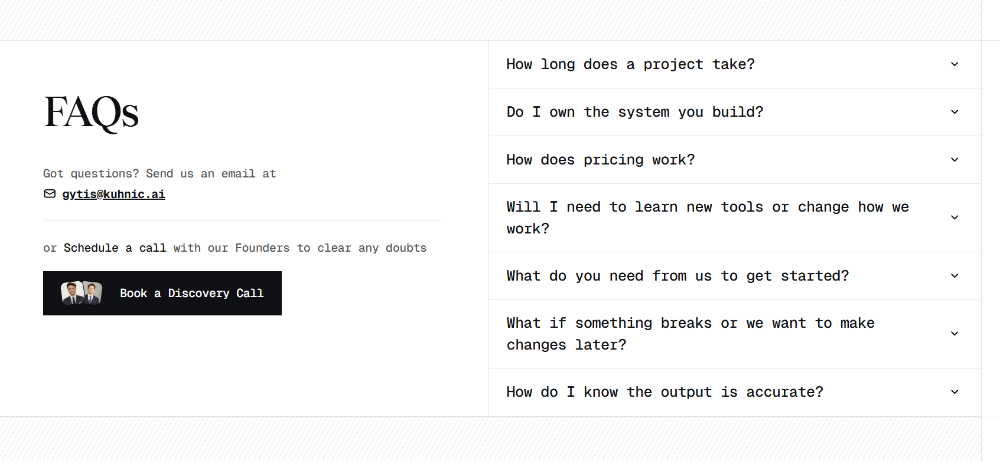 FAQs
Got questions? Send us an email at
gytis@kuhnic.ai
or Schedule a call with our Founders to clear any doubts
Book a Discovery Call
How long does a project take?
Do I own the system you build?
How does pricing work?
Will I need to learn new tools or change how we
work?
What do you need from us to get started?
What if something breaks or we want to make
changes later?
How do I know the output is accurate?